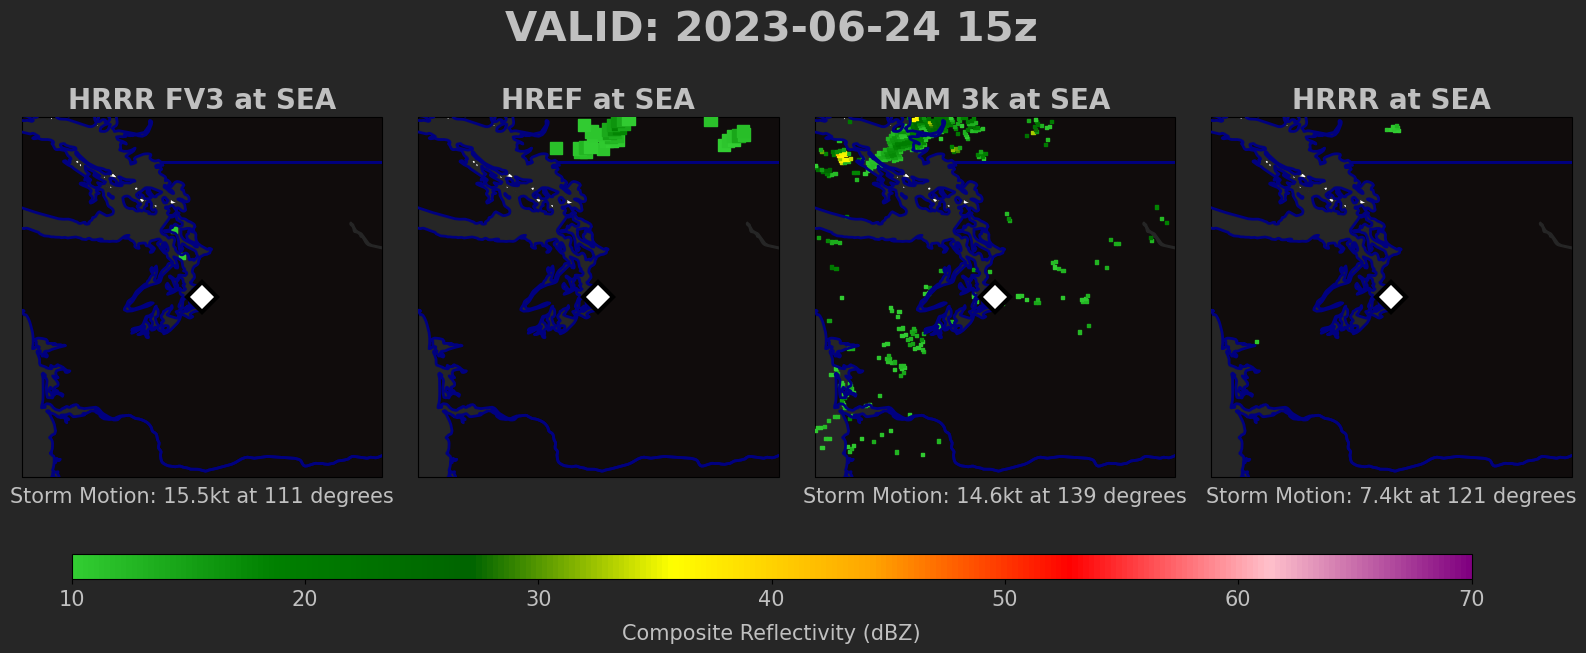 VALID: 2023-06-24 15z
HRRR FV3 at SEA
HREF at SEA
NAM 3k at SEA
HRRR at SEA
Storm Motion: 15.5kt at 111 degrees
Storm Motion: 14.6kt at 139 degrees
Storm Motion: 7.4kt at 121 degrees
10 20 30 40 50 60 70
Composite Reflectivity (dBZ)